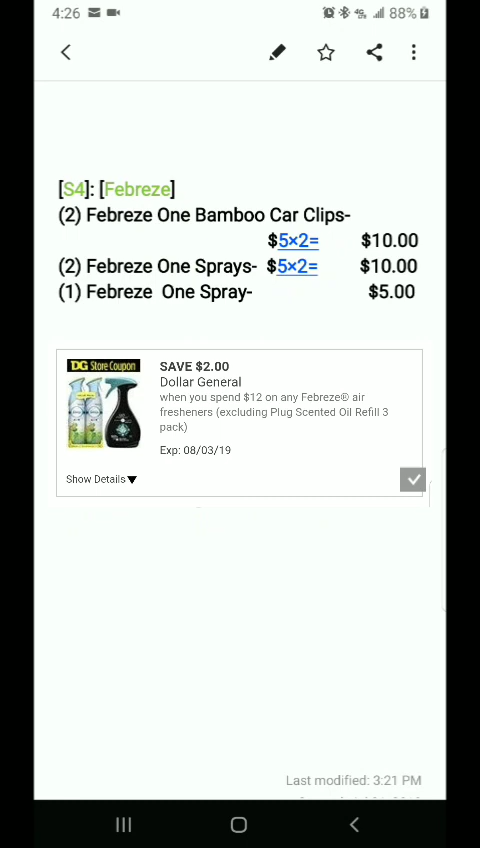 4:26 88%
[S4]: [Febreze]
(2) Febreze One Bamboo Car Clips-
$5×2= $10.00
(2) Febreze One Sprays- $5×2= $10.00
(1) Febreze One Spray- $5.00
DG Store Coupon
SAVE $2.00
Dollar General
when you spend $12 on any Febreze® air
fresheners (excluding Plug Scented Oil Refill 3
pack)
Exp: 08/03/19
Show Details▼
Last modified: 3:21 PM